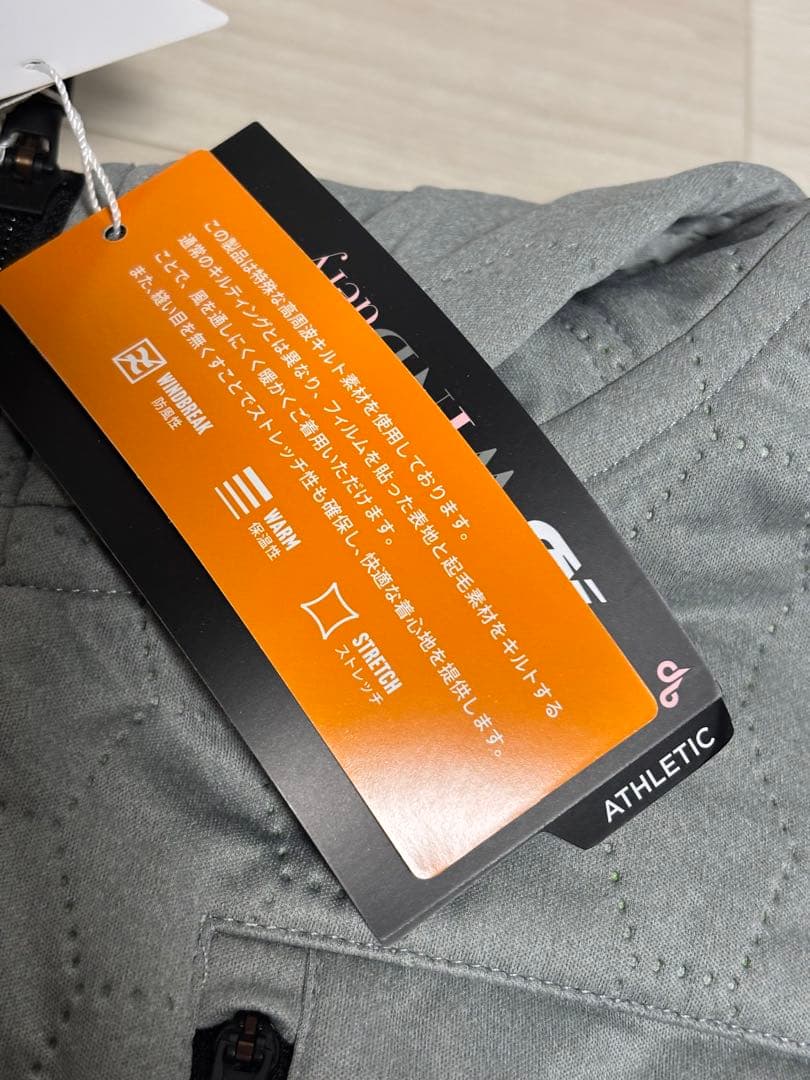 この製品は特殊な高周波キルト素材を使用しております。
通常のキルティングとは異なり、フィルムを貼った表地と起毛素材をキルトする
ことで、風を通しにくく暖かくご着用いただけます。
また、縫い目を無くすことでストレッチ性も確保し、快適な着心地を提供します。
WINDBREAK
防風性
WARM
保温性
STRETCH
ストレッチ
ATHLETIC